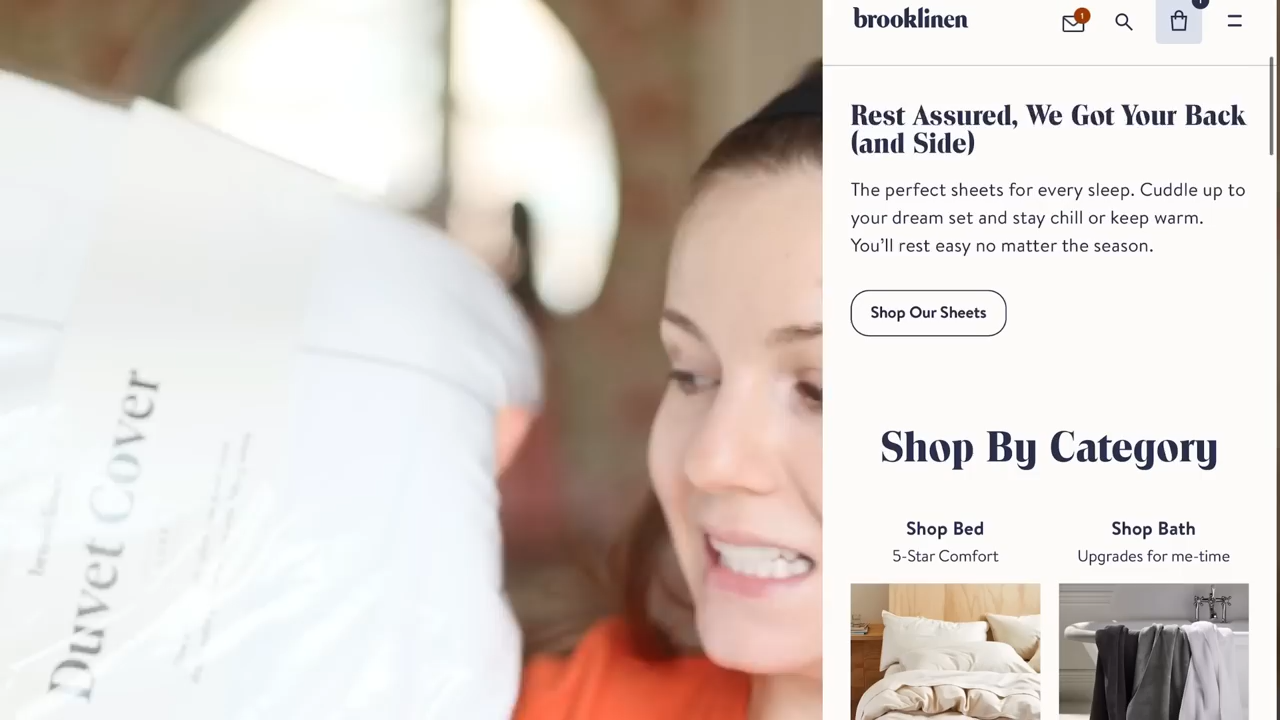 Duvet Cover
brooklinen
1
1
Rest Assured, We Got Your Back
(and Side)
The perfect sheets for every sleep. Cuddle up to
your dream set and stay chill or keep warm.
You’ll rest easy no matter the season.
Shop Our Sheets
Shop By Category
Shop Bed
5-Star Comfort
Shop Bath
Upgrades for me-time